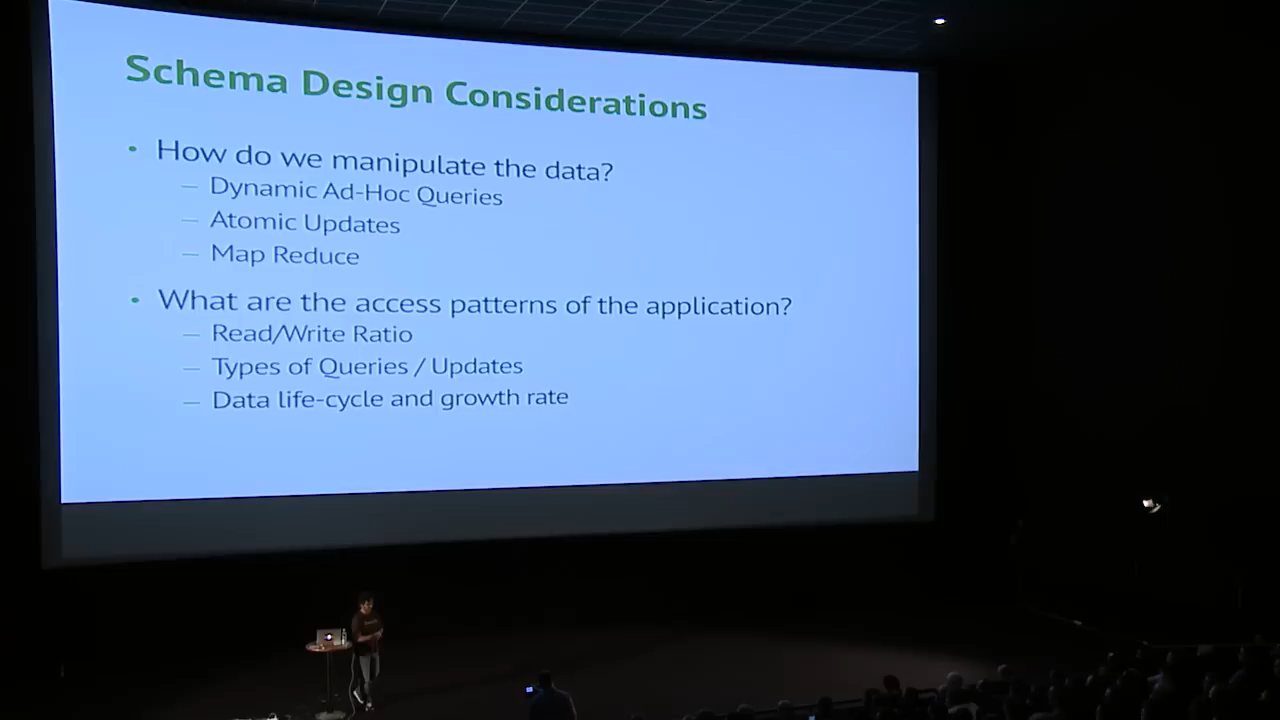 Schema Design Considerations
• How do we manipulate the data?
– Dynamic Ad-Hoc Queries
– Atomic Updates
– Map Reduce
• What are the access patterns of the application?
– Read/Write Ratio
– Types of Queries / Updates
– Data life-cycle and growth rate